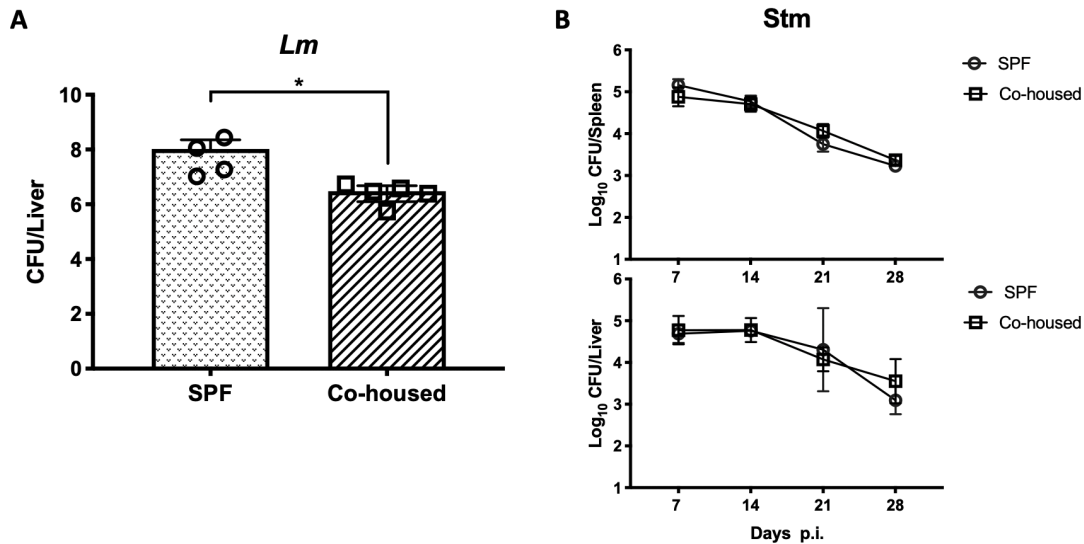 A
Lm
*
CFU/Liver
10
8
6
4
2
0
SPF
Co-housed
B
Stm
Log10 CFU/Spleen
6
5
4
3
2
1
7
14
21
28
SPF
Co-housed
Log10 CFU/Liver
6
5
4
3
2
1
7
14
21
28
Days p.i.
SPF
Co-housed